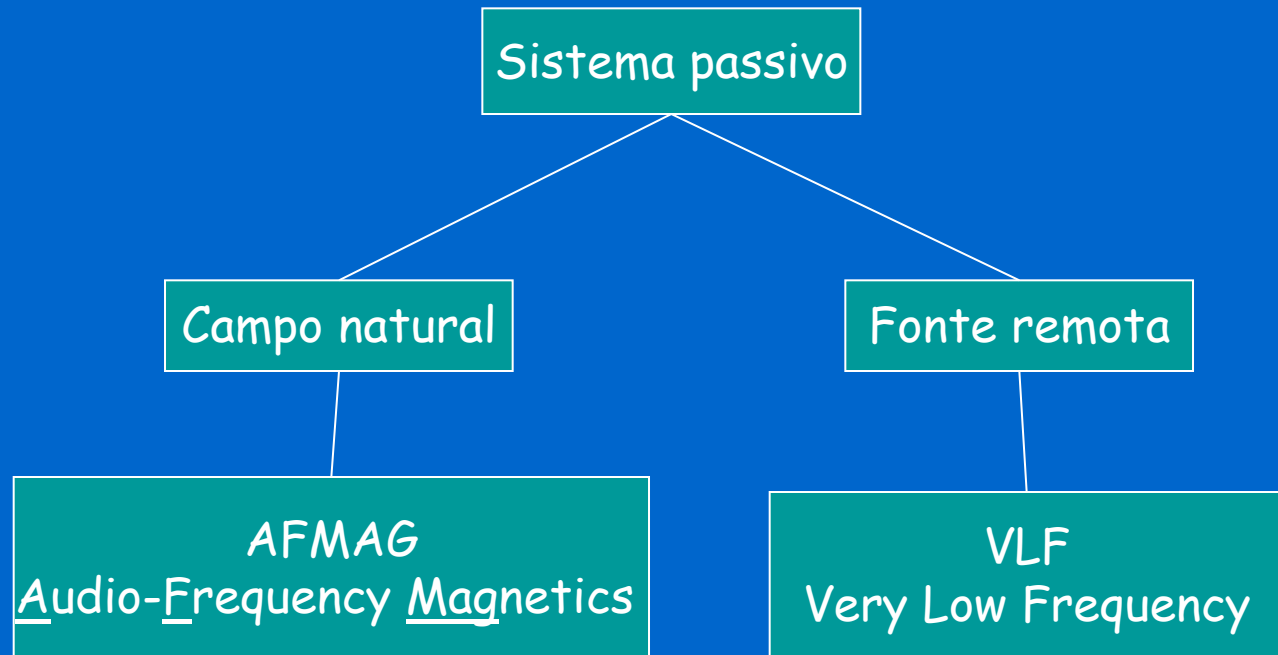 Sistema passivo
Campo natural
Fonte remota
AFMAG
Audio-Frequency Magnetics
VLF
Very Low Frequency